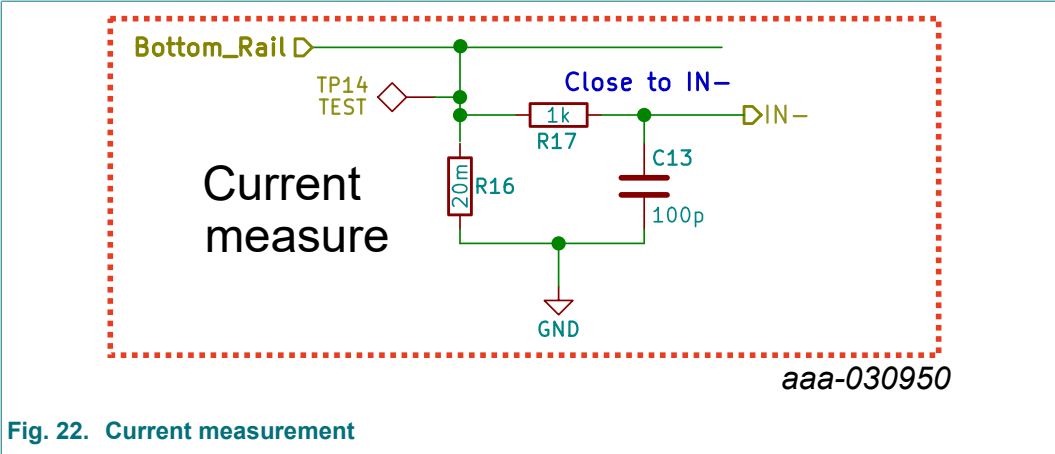 Bottom_Rail
TP14
TEST
Close to IN-
1k
R17
IN-
C13
100p
20m
R16
Current
measure
GND
aaa-030950
Fig. 22. Current measurement